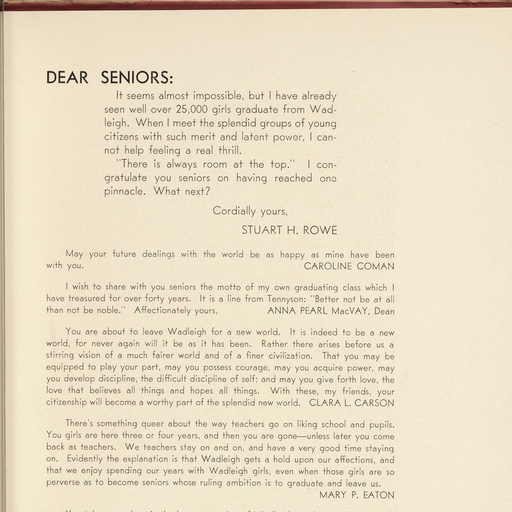 DEAR SENIORS:
It seems almost impossible, but I have already
seen well over 25,000 girls graduate from Wad-
leigh. When I meet the splendid groups of young
citizens with such merit and latent power, I can-
not help feeling a real thrill.
"There is always room at the top." I con-
gratulate you seniors on having reached one
pinnacle. What next?
Cordially yours,
STUART H. ROWE
May your future dealings with the world be as happy as mine have been
with you. CAROLINE COMAN
I wish to share with you seniors the motto of my own graduating class which I
have treasured for over forty years. It is a line from Tennyson: "Better not be at all
than not be noble." Affectionately yours, ANNA PEARL MacVAY, Dean
You are about to leave Wadleigh for a new world. It is indeed to be a new
world, for never again will it be as it has been. Rather there arises before us a
stirring vision of a much fairer world and of a finer civilization. That you may be
equipped to play your part, may you possess courage, may you acquire power, may
you develop discipline, the difficult discipline of self; and may you give forth love, the
love that believes all things and hopes all things. With these, my friends, your
citizenship will become a worthy part of the splendid new world. CLARA L. CARSON
There's something queer about the way teachers go on liking school and pupils.
You girls are here three or four years, and then you are gone—unless later you come
back as teachers. We teachers stay on and on, and have a very good time staying
on. Evidently the explanation is that Wadleigh gets a hold upon our affections, and
that we enjoy spending our years with Wadleigh girls, even when those girls are so
perverse as to become seniors whose ruling ambition is to graduate and leave us.
MARY P. EATON